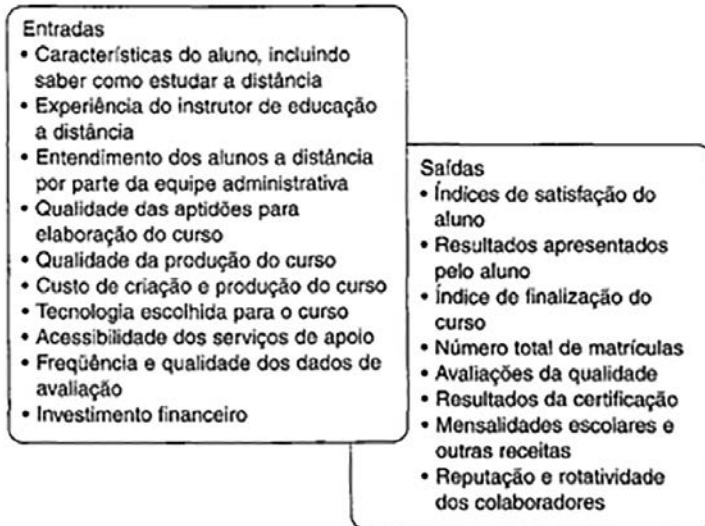 Entradas
• Características do aluno, incluindo
saber como estudar a distância
• Experiência do instrutor de educação
a distância
• Entendimento dos alunos a distância
por parte da equipe administrativa
• Qualidade das aptidões para
elaboração do curso
• Qualidade da produção do curso
• Custo de criação e produção do curso
• Tecnologia escolhida para o curso
• Acessibilidade dos serviços de apoio
• Freqüência e qualidade dos dados de
avaliação
• Investimento financeiro
Saídas
• Índices de satisfação do
aluno
• Resultados apresentados
pelo aluno
• Índice de finalização do
curso
• Número total de matrículas
• Avaliações da qualidade
• Resultados da certificação
• Mensalidades escolares e
outras receitas
• Reputação e rotatividade
dos colaboradores